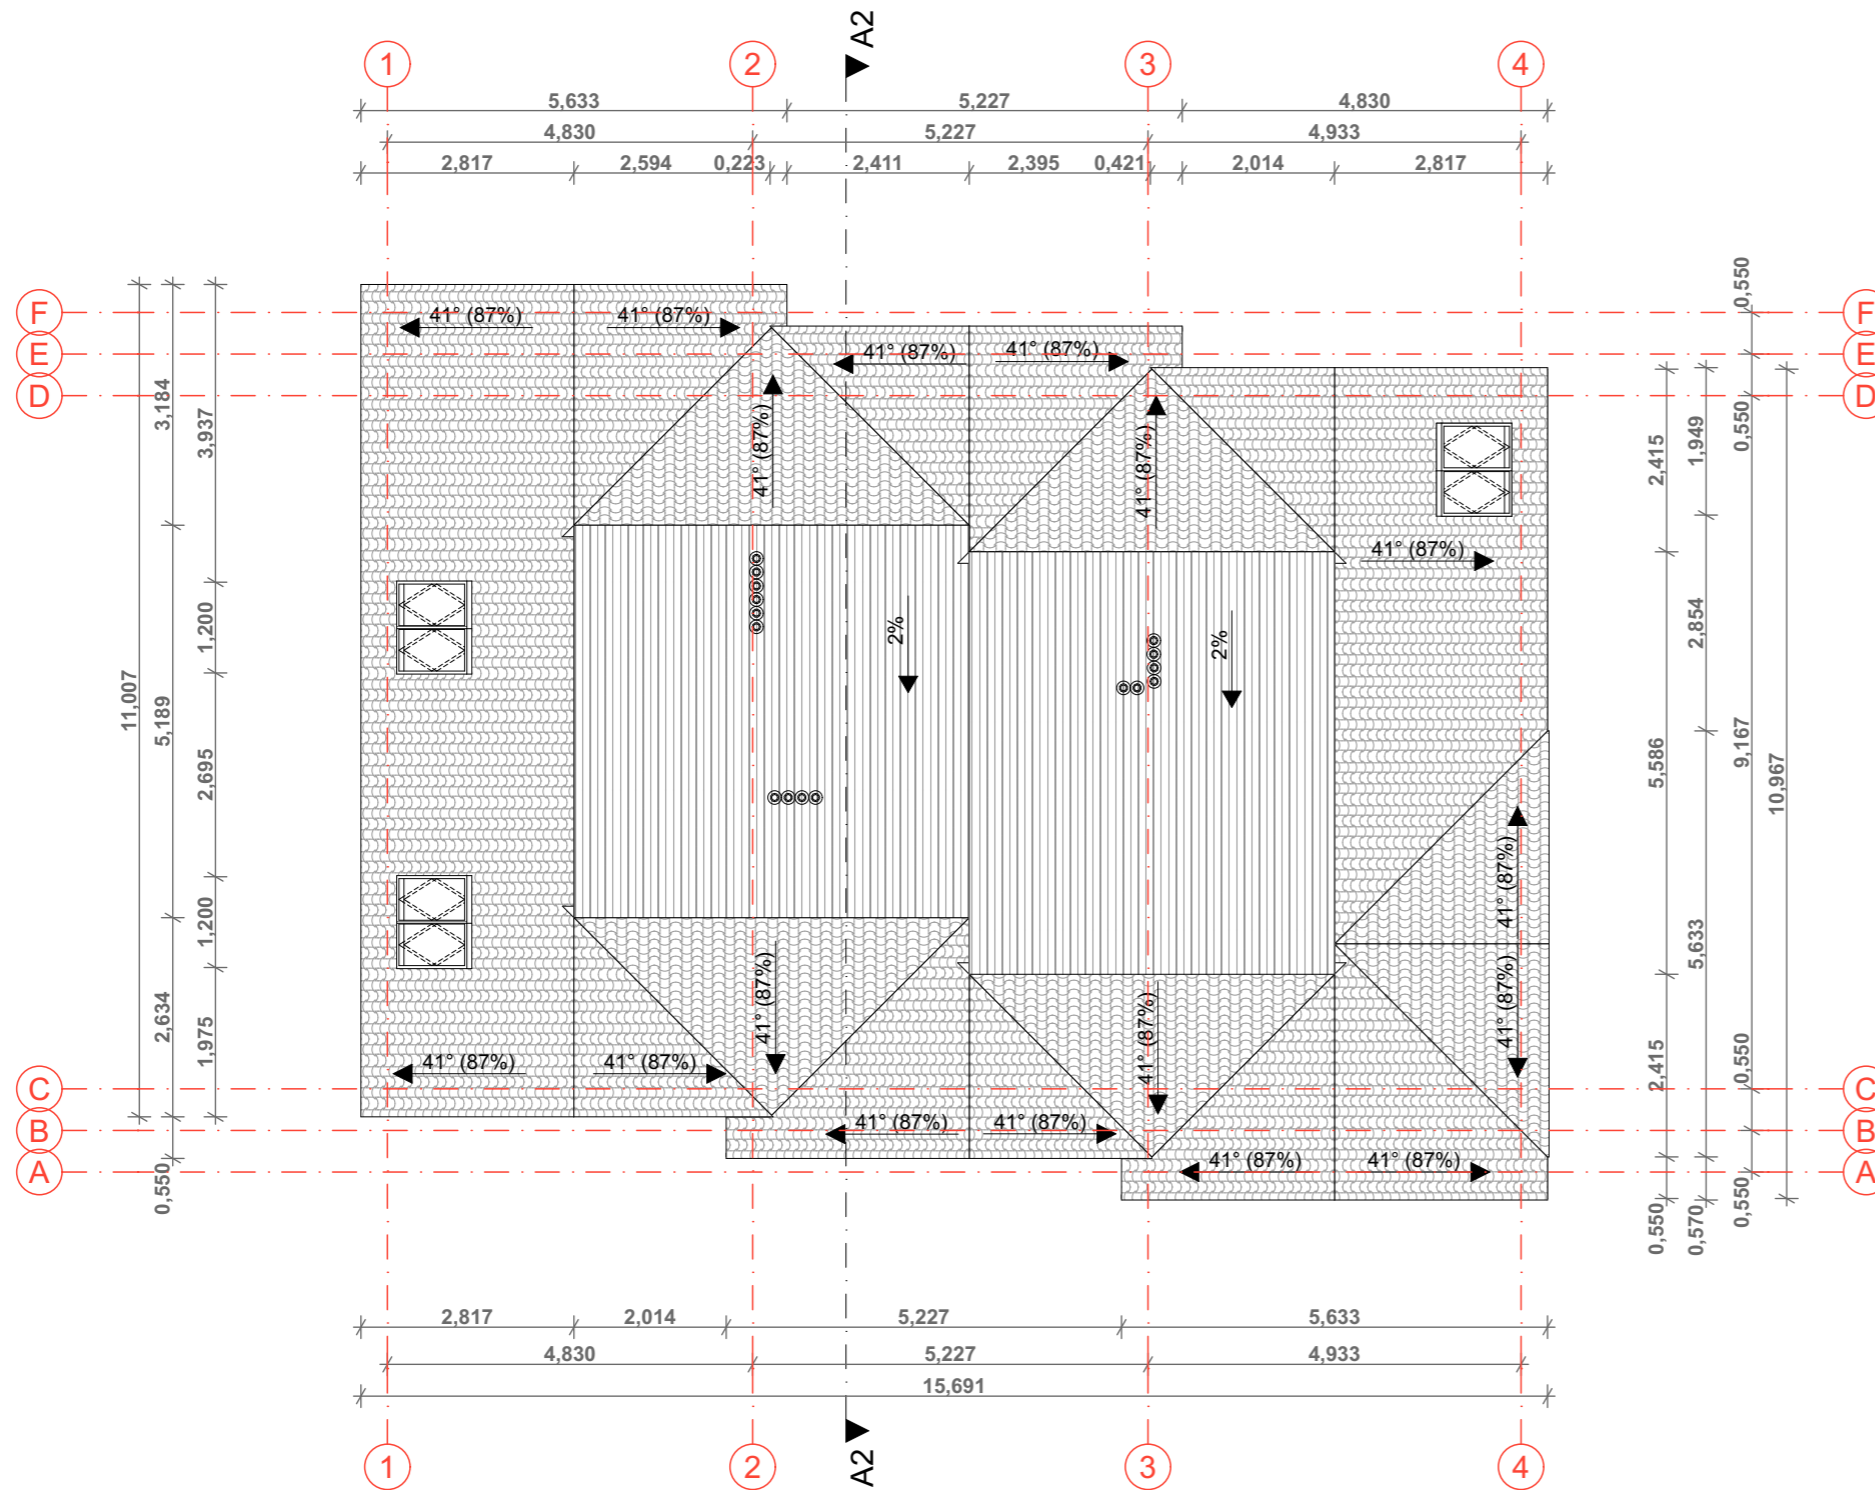 A2
1 2 3 4
5,633 5,227 4,830
4,830 5,227 4,933
2,817 2,594 0,223 2,411 2,395 0,421 2,014 2,817
0,550
F 41° (87%) 41° (87%) F
E 41° (87%) 41° (87%) E
D D
3,184 3,937 41° (87%) 41° (87%) 2,415 1,949 0,550
41° (87%)
1,200 2% 2% 2,854
11,007 5,189 2,695 5,586 9,167 10,967
41° (87%)
1,200 5,633
2,634 1,975 41° (87%) 41° (87%) 41° (87%) 2,415 0,550
41° (87%) 41° (87%)
C C
B 41° (87%) 41° (87%) B
A 41° (87%) 41° (87%) A
0,550 0,550 0,570 0,550
2,817 2,014 5,227 5,633
4,830 5,227 4,933
15,691
1 2 3 4
A2